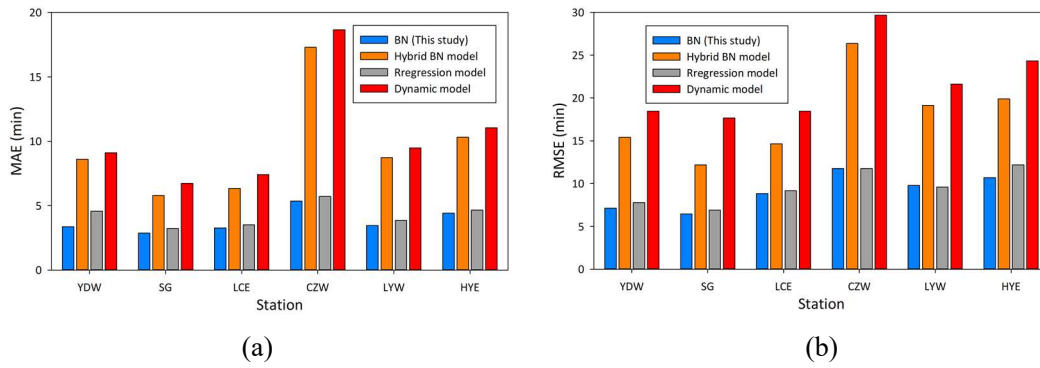 20
15
10
5
0
MAE (min)
BN (This study)
Hybrid BN model
Rregression model
Dynamic model
YDW SG LCE CZW LYW HYE
Station
(a)
30
25
20
15
10
5
0
RMSE (min)
BN (This study)
Hybrid BN model
Rregression model
Dynamic model
YDW SG LCE CZW LYW HYE
Station
(b)